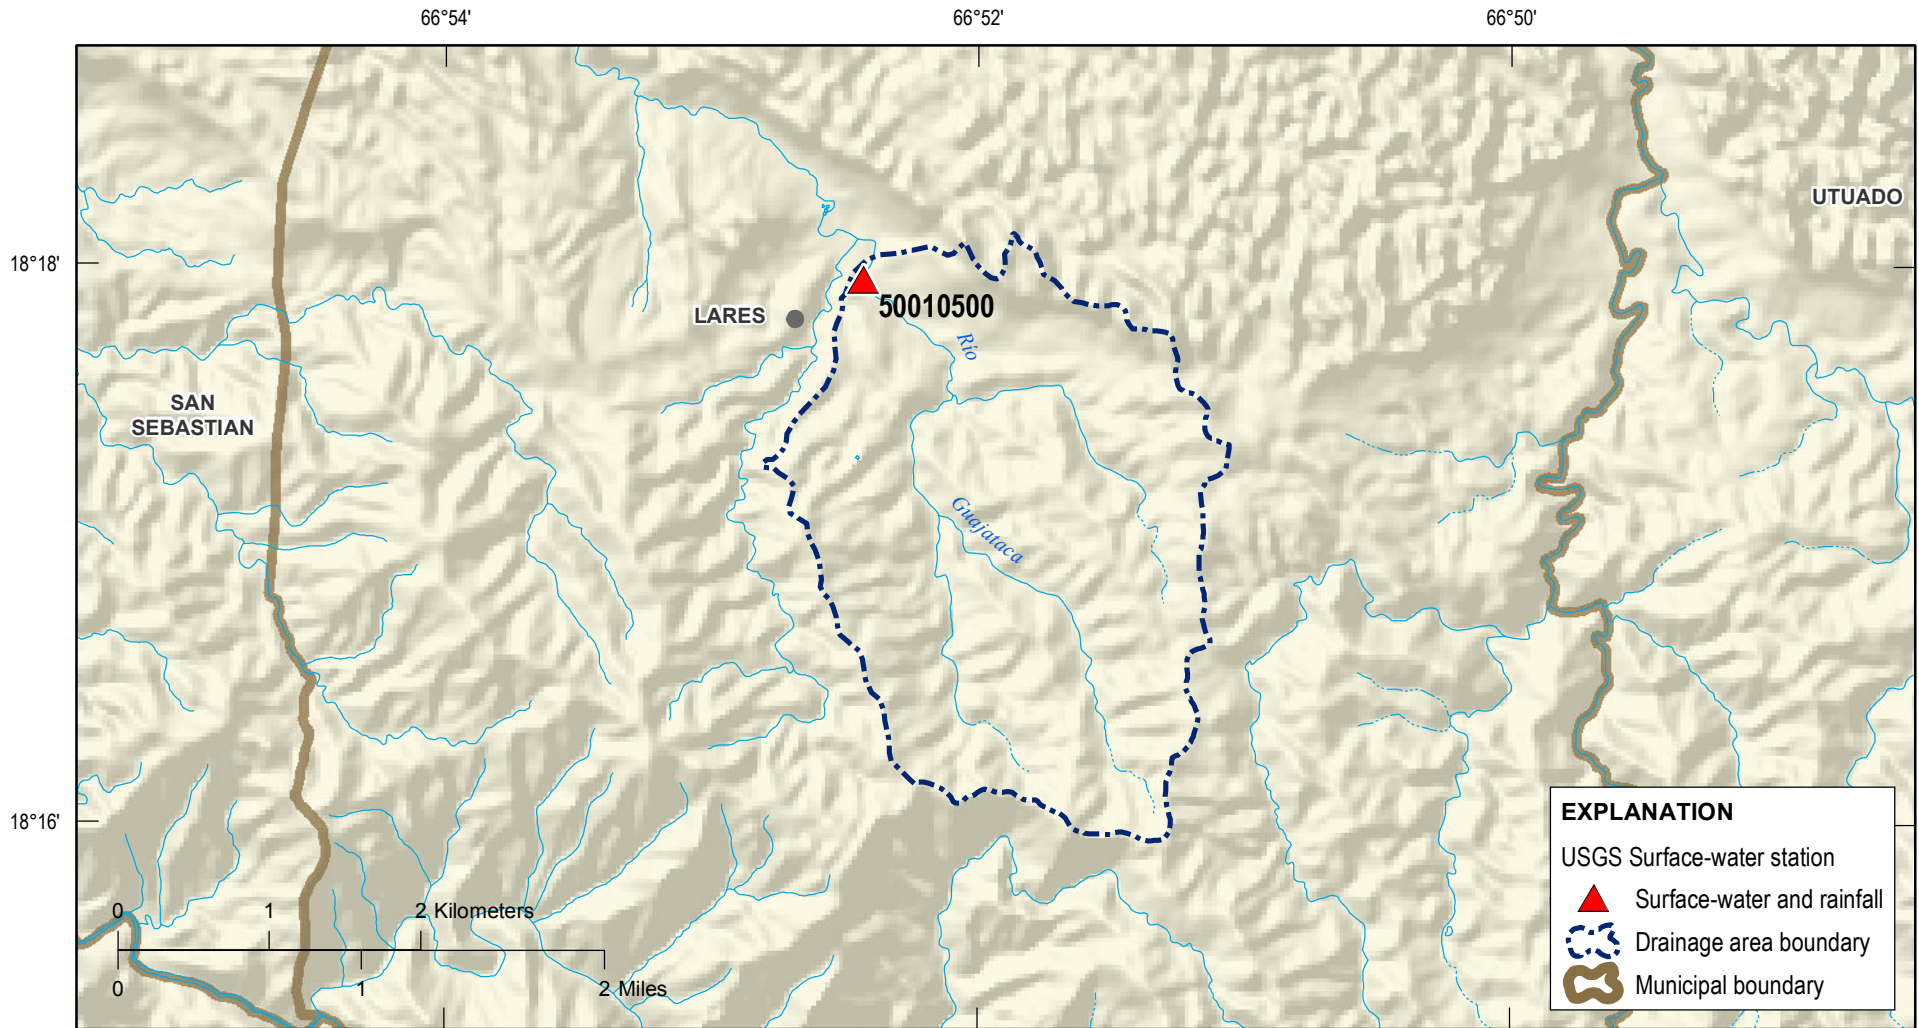 66°54'
66°52'
66°50'
UTUADO
18°18'
LARES
50010500
Río
SAN
SEBASTIAN
Guajataca
18°16'
EXPLANATION
USGS Surface-water station
Surface-water and rainfall
Drainage area boundary
Municipal boundary
0 1 2 Kilometers
0 1 2 Miles